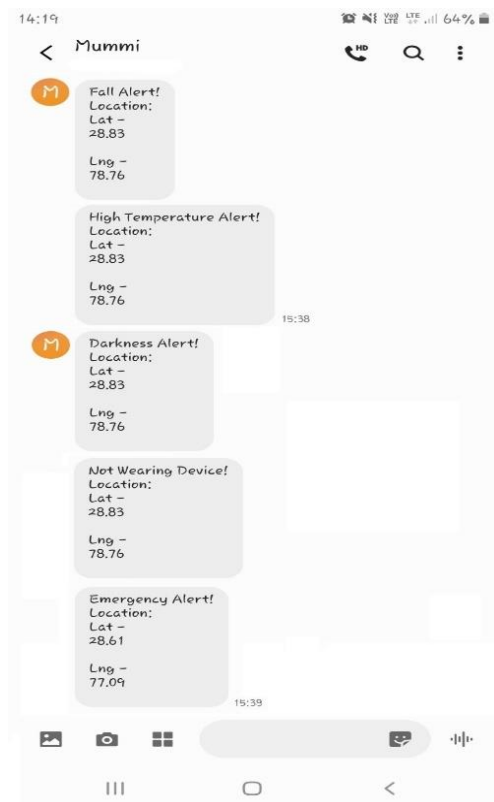 14:19
64%
Mummi
HD
M
Fall Alert!
Location:
Lat -
28.83
Lng -
78.76
High Temperature Alert!
Location:
Lat -
28.83
Lng -
78.76
15:38
M
Darkness Alert!
Location:
Lat -
28.83
Lng -
78.76
Not Wearing Device!
Location:
Lat -
28.83
Lng -
78.76
Emergency Alert!
Location:
Lat -
28.61
Lng -
77.09
15:39